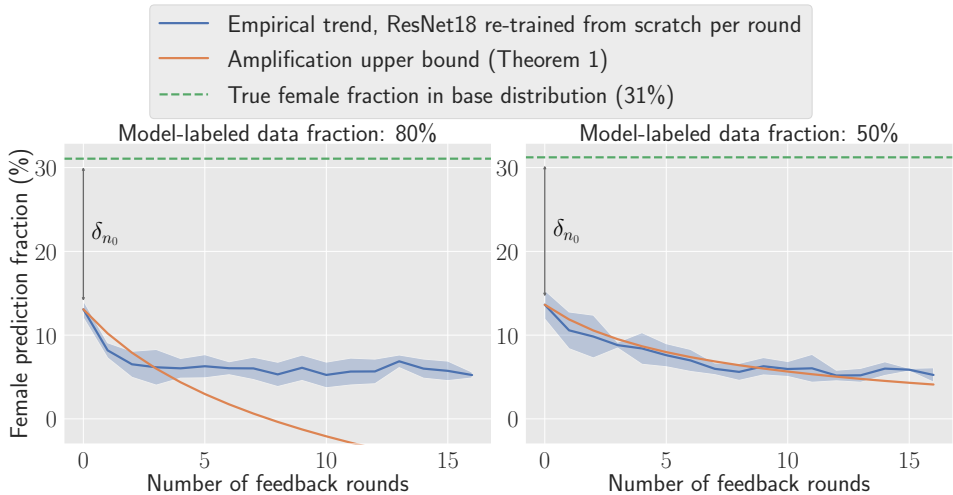 Empirical trend, ResNet18 re-trained from scratch per round
Amplification upper bound (Theorem 1)
True female fraction in base distribution (31%)
Model-labeled data fraction: 80%
Model-labeled data fraction: 50%
Female prediction fraction (%)
30
20
10
0
δn₀
δn₀
0 5 10 15
0 5 10 15
30
20
10
0
Number of feedback rounds
Number of feedback rounds